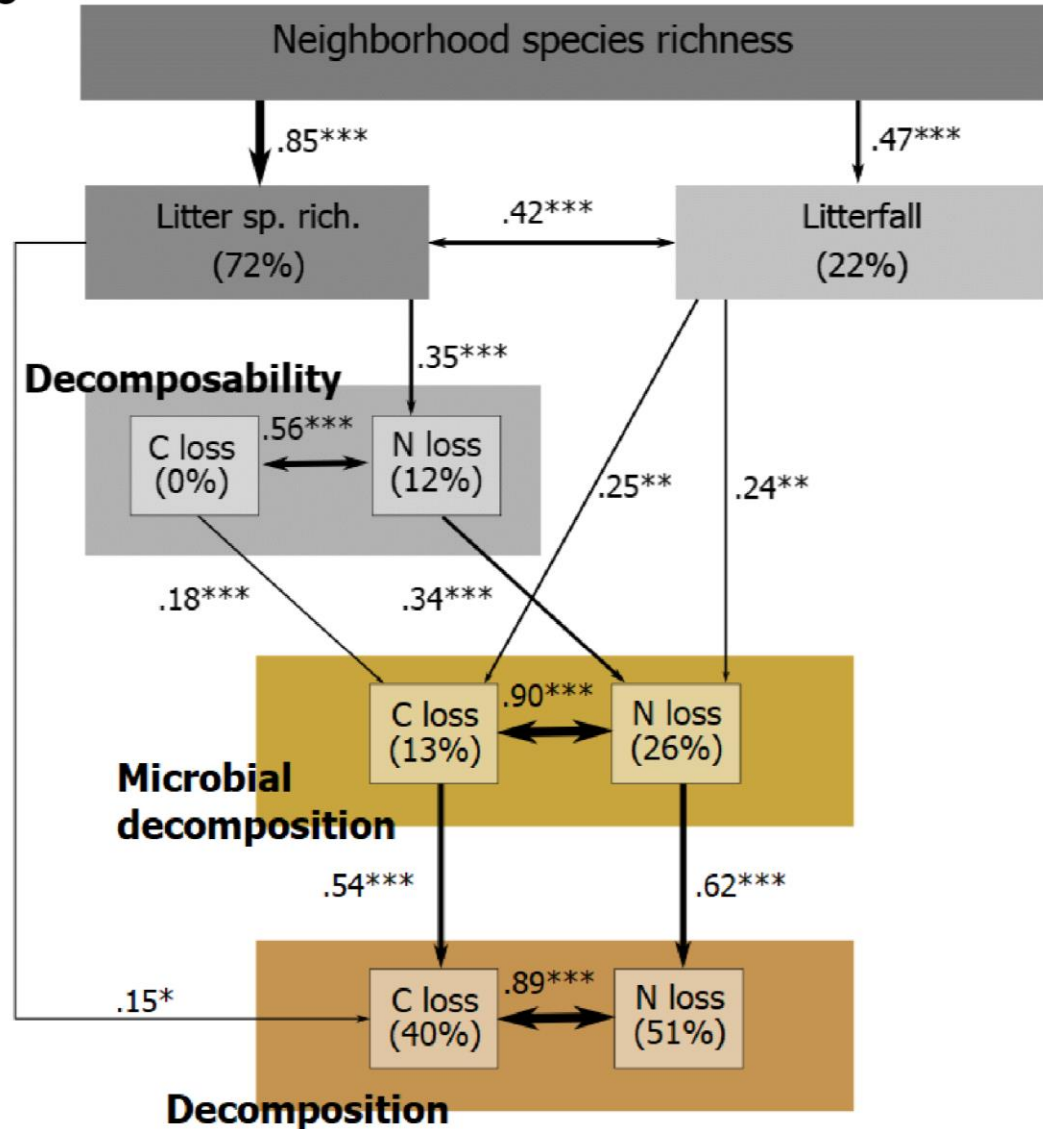 Neighborhood species richness
.85***
.47***
Litter sp. rich.
(72%)
.42***
Litterfall
(22%)
.35***
Decomposability
C loss
(0%)
.56***
N loss
(12%)
.25**
.24**
.18***
.34***
C loss
(13%)
.90***
N loss
(26%)
Microbial
decomposition
.54***
.62***
.15*
C loss
(40%)
.89***
N loss
(51%)
Decomposition